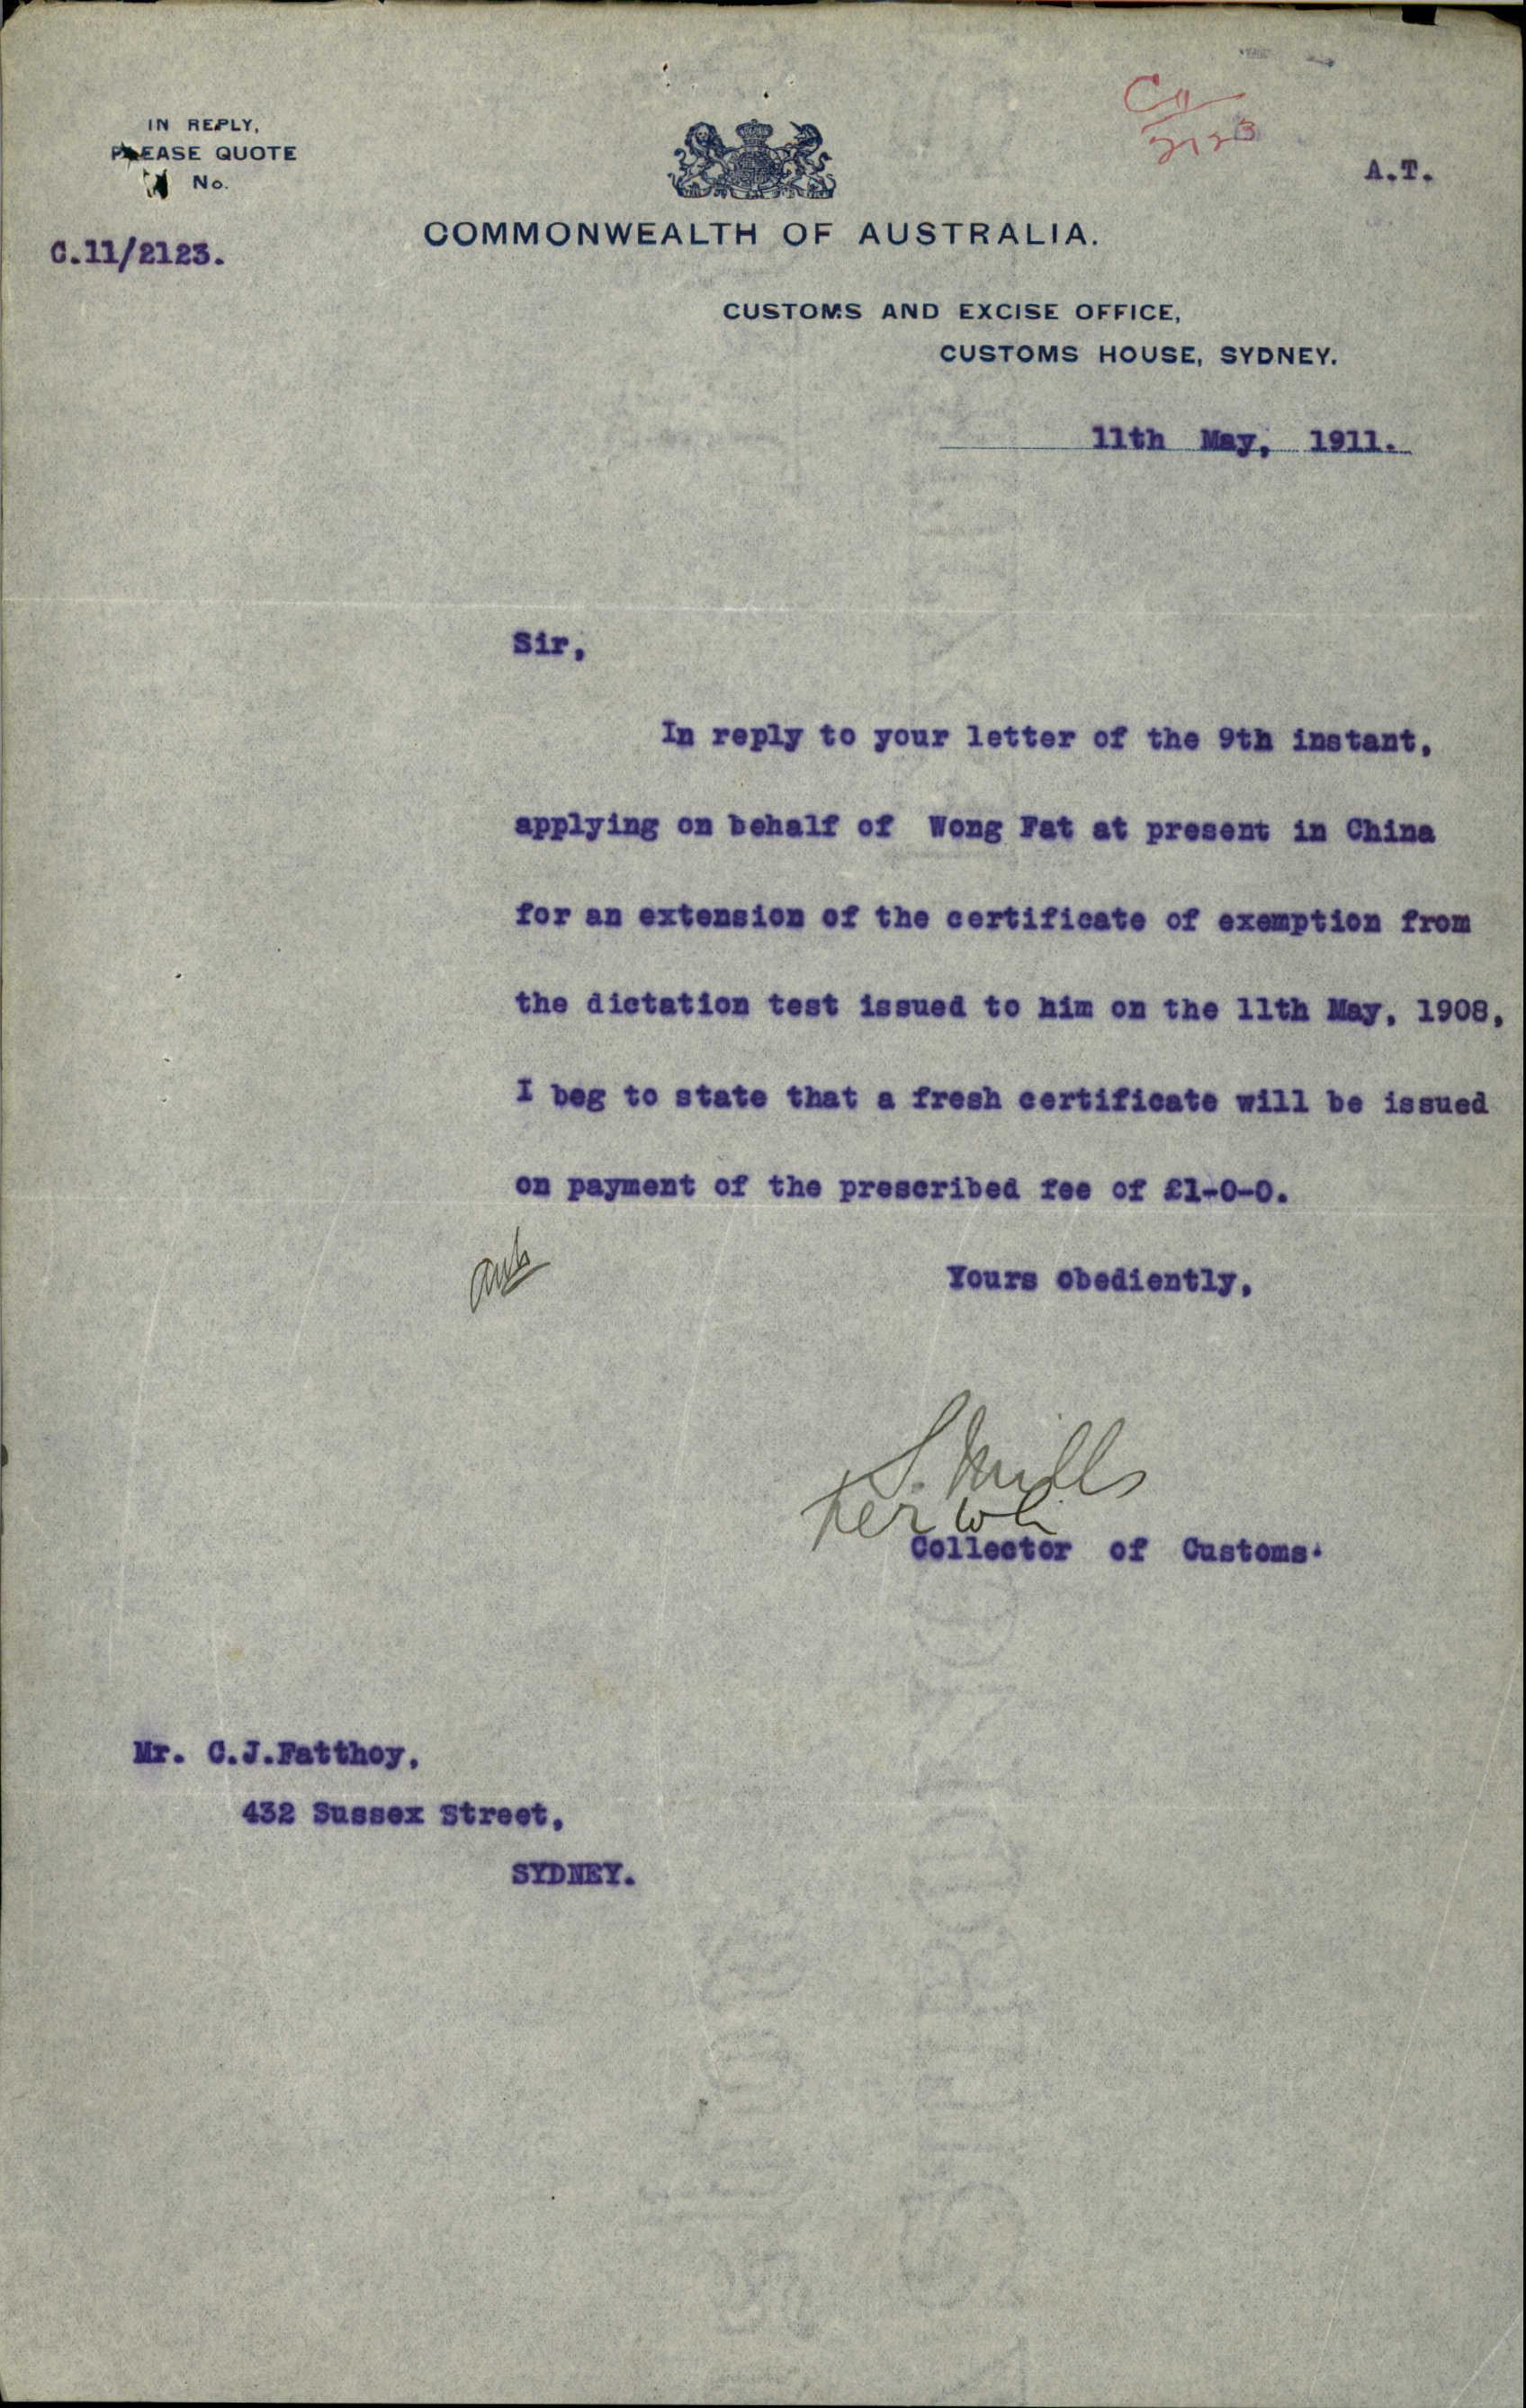 IN REPLY,
PLEASE QUOTE
No.
C.11/2123.
A.T.
COMMONWEALTH OF AUSTRALIA.
CUSTOMS AND EXCISE OFFICE,
CUSTOMS HOUSE, SYDNEY.
11th May, 1911.
Sir,
In reply to your letter of the 9th instant,
applying on behalf of Wong Fat at present in China
for an extension of the certificate of exemption from
the dictation test issued to him on the 11th May, 1908,
I beg to state that a fresh certificate will be issued
on payment of the prescribed fee of £1-0-0.
Yours obediently,
S. Mills
Per
Collector of Customs.
Mr. C.J.Fatthoy,
432 Sussex Street,
SYDNEY.